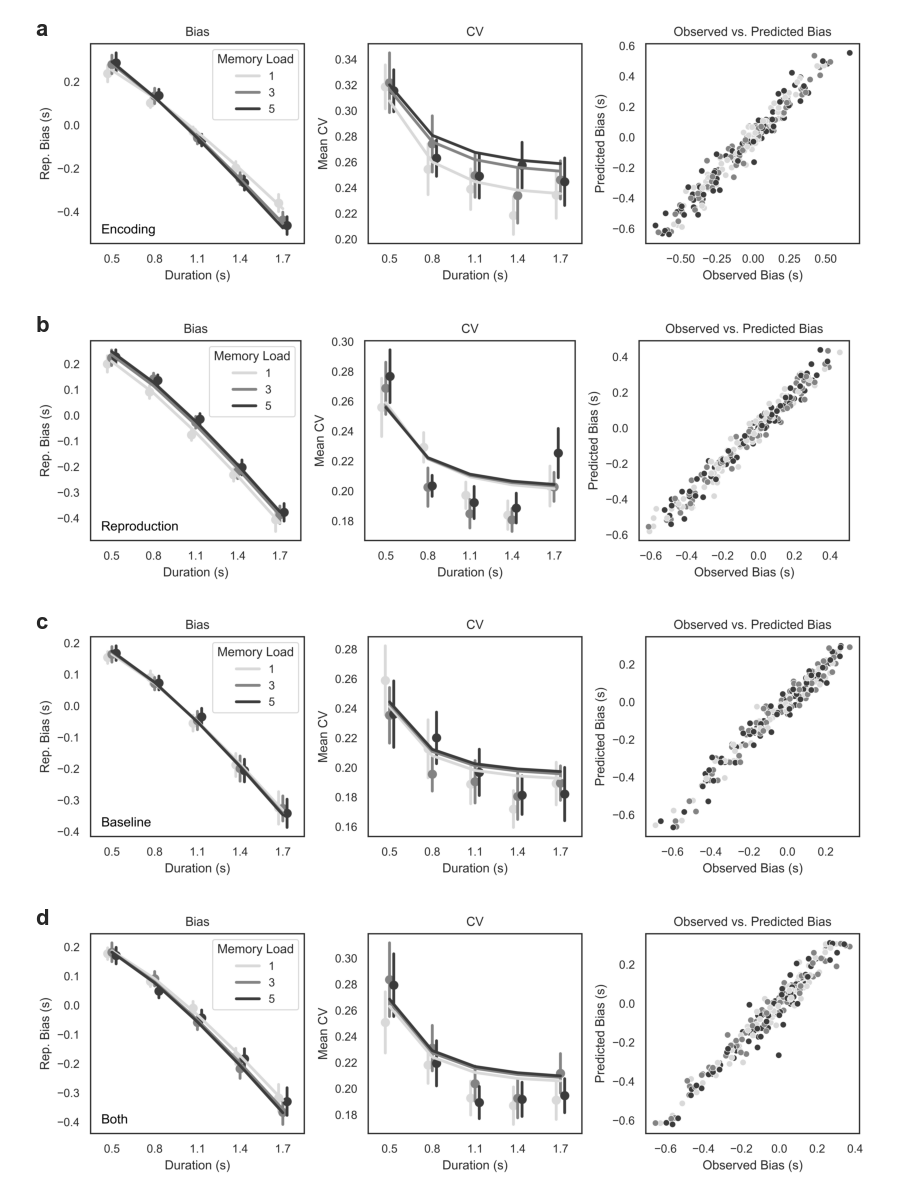 a
Bias
CV
Observed vs. Predicted Bias
Rep. Bias (s)
0.2
0.0
−0.2
−0.4
Memory Load
1
3
5
Encoding
0.5 0.8 1.1 1.4 1.7
Duration (s)
Mean CV
0.34
0.32
0.30
0.28
0.26
0.24
0.22
0.20
0.5 0.8 1.1 1.4 1.7
Duration (s)
Predicted Bias (s)
0.6
0.4
0.2
0.0
−0.2
−0.4
−0.6
−0.50 −0.25 0.00 0.25 0.50
Observed Bias (s)
b
Bias
CV
Observed vs. Predicted Bias
Rep. Bias (s)
0.2
0.1
0.0
−0.1
−0.2
−0.3
−0.4
Memory Load
1
3
5
Reproduction
0.5 0.8 1.1 1.4 1.7
Duration (s)
Mean CV
0.30
0.28
0.26
0.24
0.22
0.20
0.18
0.5 0.8 1.1 1.4 1.7
Duration (s)
Predicted Bias (s)
0.4
0.2
0.0
−0.2
−0.4
−0.6
−0.6 −0.4 −0.2 0.0 0.2 0.4
Observed Bias (s)
c
Bias
CV
Observed vs. Predicted Bias
Rep. Bias (s)
0.2
0.1
0.0
−0.1
−0.2
−0.3
−0.4
Memory Load
1
3
5
Baseline
0.5 0.8 1.1 1.4 1.7
Duration (s)
Mean CV
0.28
0.26
0.24
0.22
0.20
0.18
0.16
0.5 0.8 1.1 1.4 1.7
Duration (s)
Predicted Bias (s)
0.2
0.0
−0.2
−0.4
−0.6
−0.6 −0.4 −0.2 0.0 0.2
Observed Bias (s)
d
Bias
CV
Observed vs. Predicted Bias
Rep. Bias (s)
0.2
0.1
0.0
−0.1
−0.2
−0.3
−0.4
Memory Load
1
3
5
Both
0.5 0.8 1.1 1.4 1.7
Duration (s)
Mean CV
0.30
0.28
0.26
0.24
0.22
0.20
0.18
0.5 0.8 1.1 1.4 1.7
Duration (s)
Predicted Bias (s)
0.2
0.0
−0.2
−0.4
−0.6
−0.6 −0.4 −0.2 0.0 0.2 0.4
Observed Bias (s)